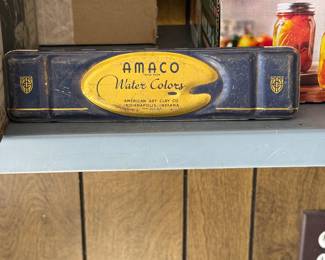 AMACO
Water Colors
AMERICAN ART CLAY CO.
INDIANAPOLIS, INDIANA